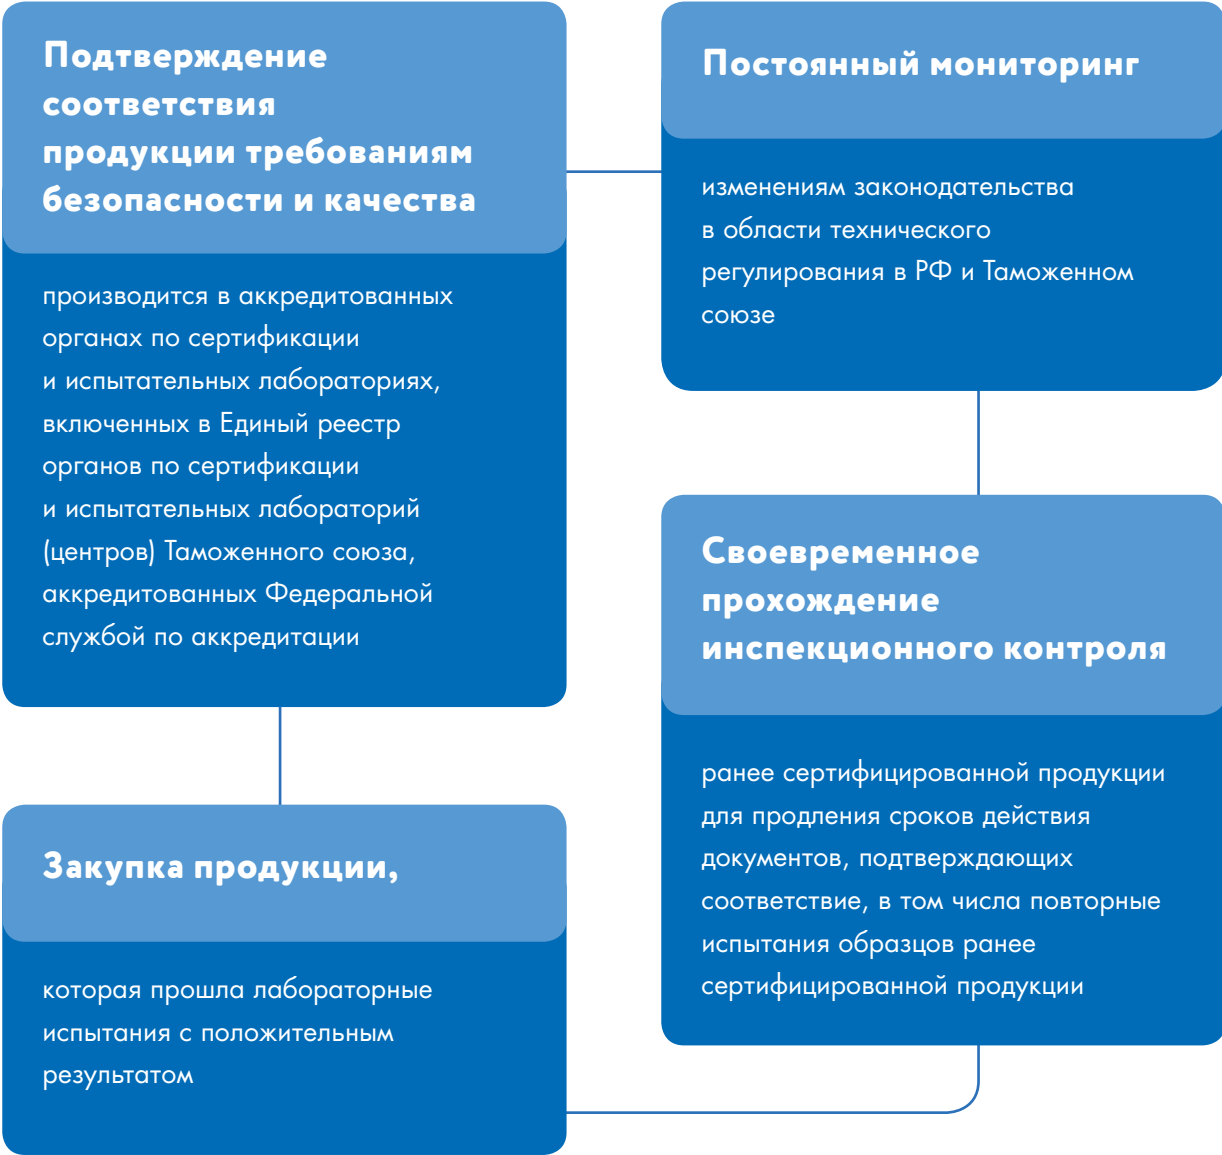 Подтверждение
соответствия
продукции требованиям
безопасности и качества
производится в аккредитованных
органах по сертификации
и испытательных лабораториях,
включенных в Единый реестр
органов по сертификации
и испытательных лабораторий
(центров) Таможенного союза,
аккредитованных Федеральной
службой по аккредитации
Постоянный мониторинг
изменениям законодательства
в области технического
регулирования в РФ и Таможенном
союзе
Своевременное
прохождение
инспекционного контроля
ранее сертифицированной продукции
для продления сроков действия
документов, подтверждающих
соответствие, в том числа повторные
испытания образцов ранее
сертифицированной продукции
Закупка продукции,
которая прошла лабораторные
испытания с положительным
результатом